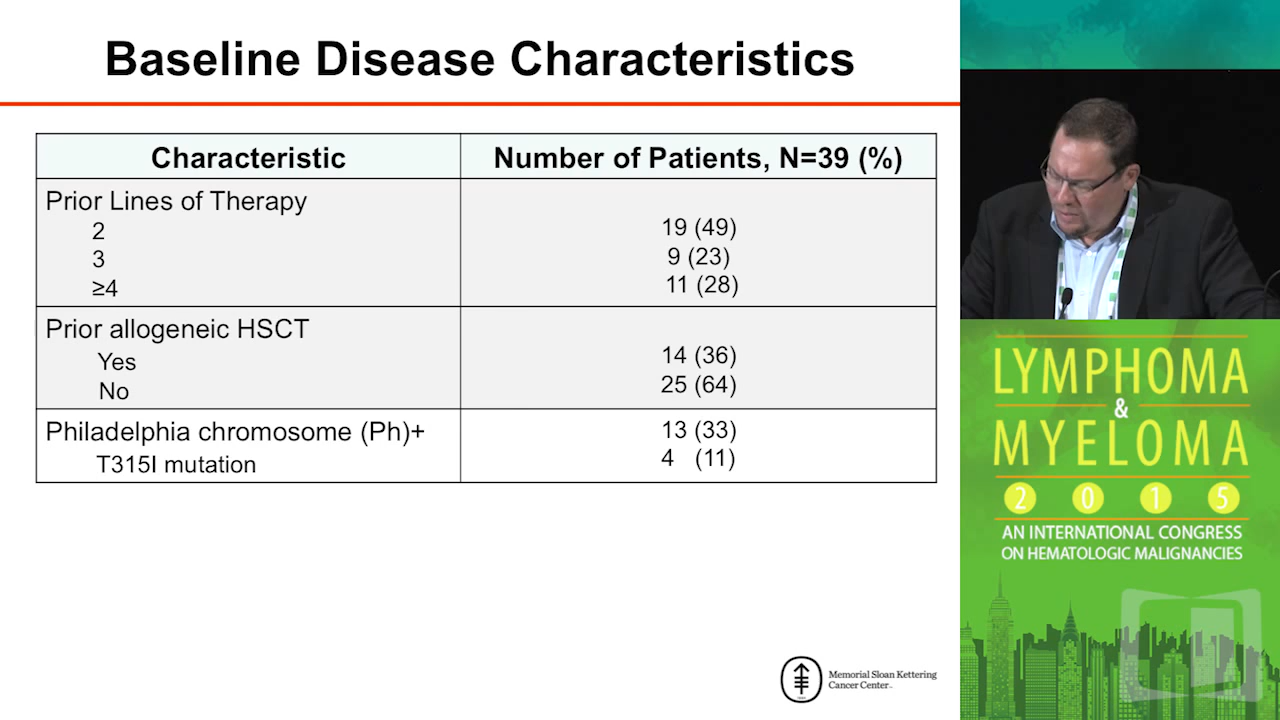 Baseline Disease Characteristics
Characteristic
Number of Patients, N=39 (%)
Prior Lines of Therapy
2
19 (49)
3
9 (23)
≥4
11 (28)
Prior allogeneic HSCT
Yes
14 (36)
No
25 (64)
Philadelphia chromosome (Ph)+
13 (33)
T315I mutation
4 (11)
Memorial Sloan Kettering
Cancer Center
LYMPHOMA
&
MYELOMA
2 0 1 5
AN INTERNATIONAL CONGRESS
ON HEMATOLOGIC MALIGNANCIES